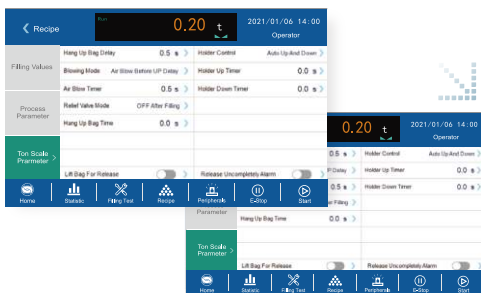 Recipe
Run
0.20 t
2021/01/06 14:00
Operator
Filling Values
Process
Parameter
Ton Scale
Prarmeter
Hang Up Bag Delay 0.5 s
Holder Control Auto Up And Down
Blowing Mode Air Blow Before UP Delay
Holder Up Timer 0.0 s
Air Blow Timer 0.5 s
Holder Down Timer 0.0 s
Relief Valve Mode OFF After Filling
Hang Up Bag Time 0.0 s
Lift Bag For Release
Release Uncompletely Alarm
Home
Statistic
Filling Test
Recipe
Peripherals
E-Stop
Start
0.20 t
2021/01/06 14:00
Operator
0.5 s
Holder Control Auto Up And Down
P Delay
Holder Up Timer 0.0 s
0.5 s
Holder Down Timer 0.0 s
er Filling
Parameter
Hang Up Bag Time 0.0 s
Ton Scale
Prarmeter
Lift Bag For Release
Release Uncompletely Alarm
Home
Statistic
Filling Test
Recipe
Peripherals
E-Stop
Start